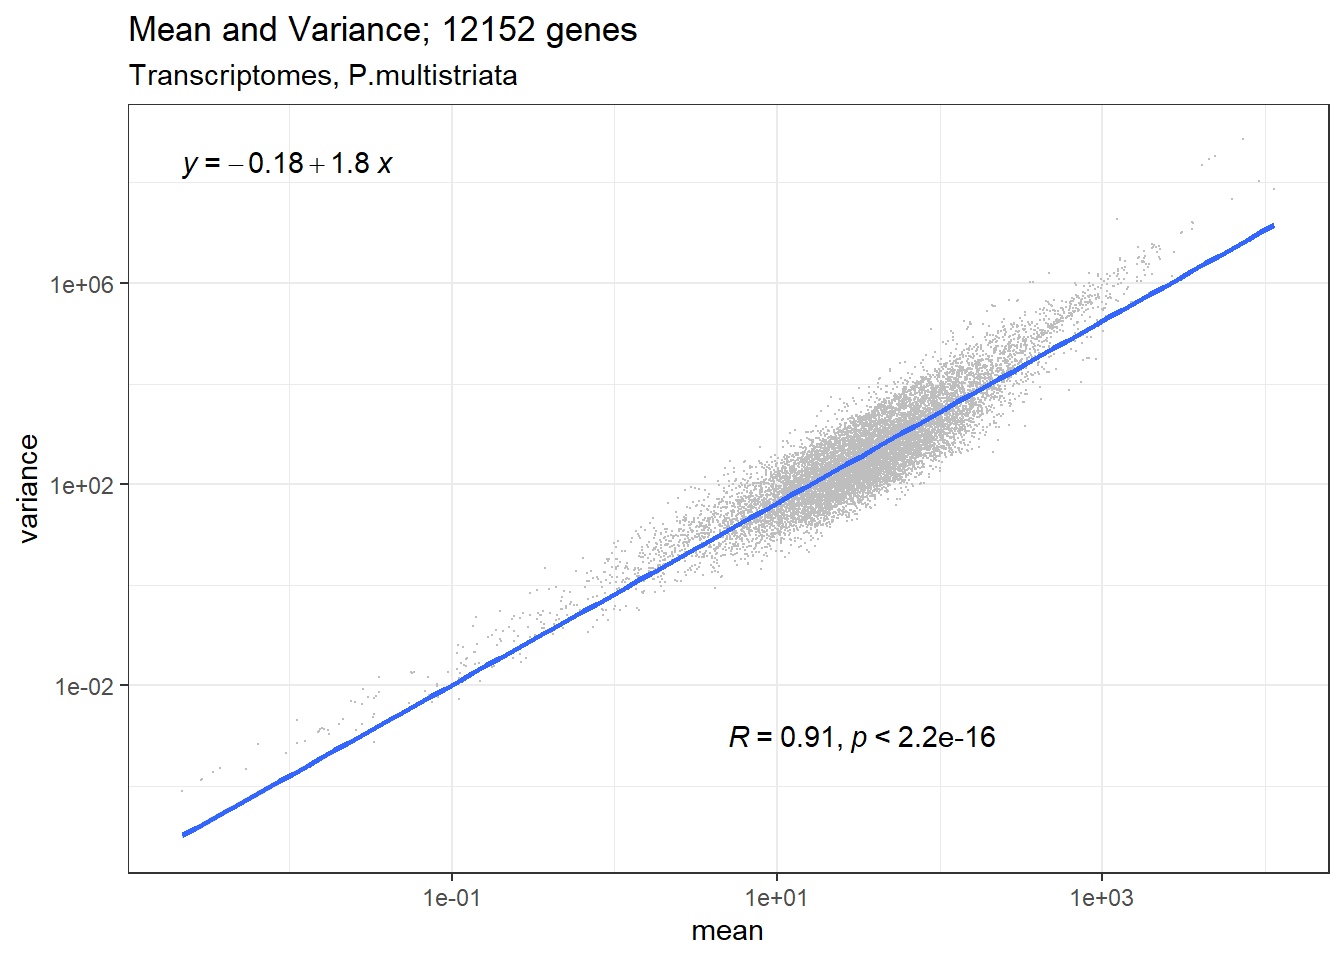 Mean and Variance; 12152 genes
Transcriptomes, P.multistriata
y = −0.18 + 1.8 x
1e+06
1e+02
1e-02
variance
R = 0.91, p < 2.2e-16
1e-01
1e+01
1e+03
mean